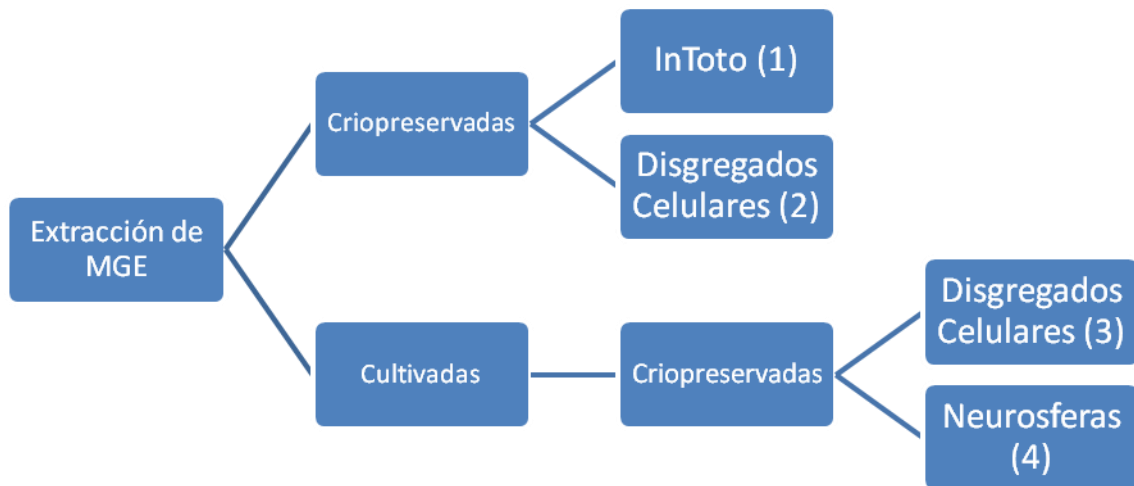 InToto (1)
Criopreservadas
Disgregados
Celulares (2)
Extracción de
MGE
Disgregados
Celulares (3)
Cultivadas
Criopreservadas
Neurosferas
(4)